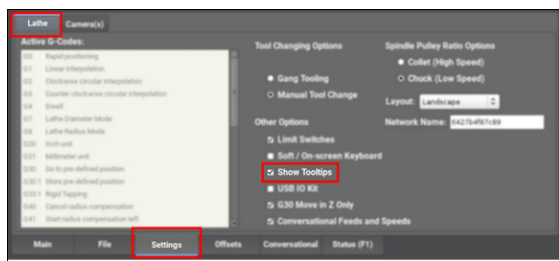 Lathe
Camera(s)
Active G-Codes:
G0 Rapid positioning
G1 Linear interpolation
G2 Clockwise circular interpolation
G3 Counter clockwise circular interpolation
G4 Dwell
G7 Lathe Diameter Mode
G8 Lathe Radius Mode
G20 Inch unit
G21 Millimeter unit
G30 Go to pre defined position
G30.1 Store pre defined position
G33.1 Rigid Tapping
G40 Cancel radius compensation
G41 Start radius compensation left
Tool Changing Options
Gang Tooling
Manual Tool Change
Other Options
Limit Switches
Soft / On-screen Keyboard
Show Tooltips
USB IO Kit
G30 Move in Z Only
Conversational Feeds and Speeds
Spindle Pulley Ratio Options
Collet (High Speed)
Chuck (Low Speed)
Layout: Landscape
Network Name: 6427b4f87c89
Main
File
Settings
Offsets
Conversational
Status (F1)